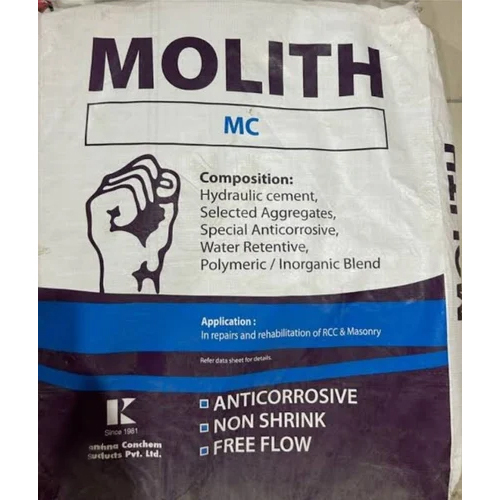 MOLITH
MC
Composition:
Hydraulic cement,
Selected Aggregates,
Special Anticorrosive,
Water Retentive,
Polymeric / Inorganic Blend
Application :
In repairs and rehabilitation of RCC & Masonry
Refer data sheet for details.
ANTICORROSIVE
NON SHRINK
FREE FLOW
K
Since 1981
Conchem
Pvt. Ltd.
MOLITH